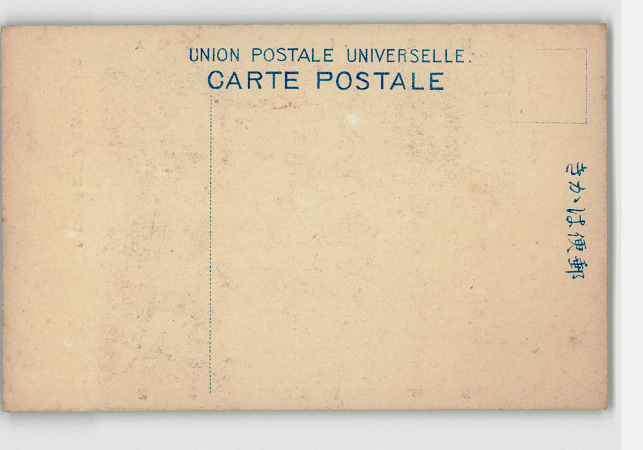 UNION POSTALE UNIVERSELLE.
CARTE POSTALE
きかは便郵